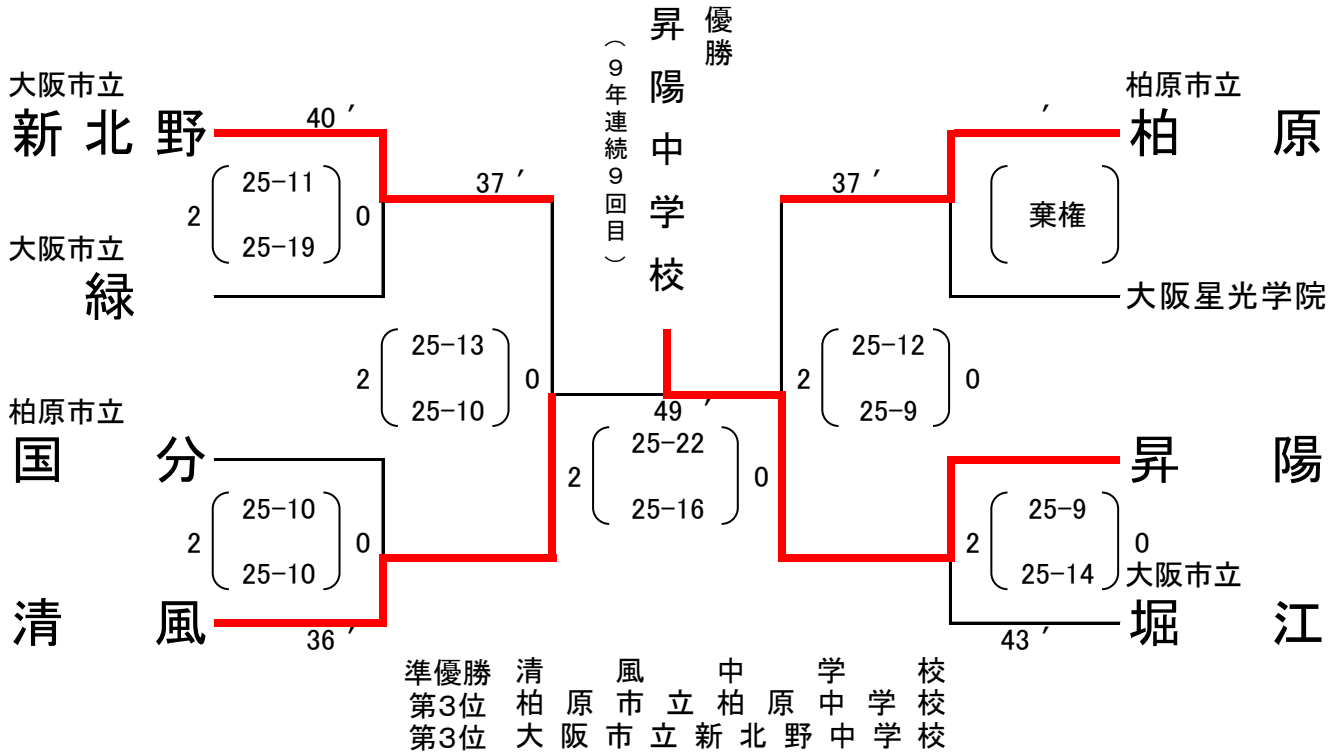 優勝
昇陽中学校
（９年連続９回目）
大阪市立
新北野
40 ′
2
25-11
25-19
0
大阪市立
緑
37 ′
2
25-13
25-10
0
柏原市立
国分
2
25-10
25-10
0
清風
36 ′
49 ′
2
25-22
25-16
0
柏原市立
柏原
′
棄権
大阪星光学院
37 ′
2
25-12
25-9
0
昇陽
2
25-9
25-14
0
大阪市立
堀江
43 ′
準優勝 清風中学校
第3位 柏原市立柏原中学校
第3位 大阪市立新北野中学校